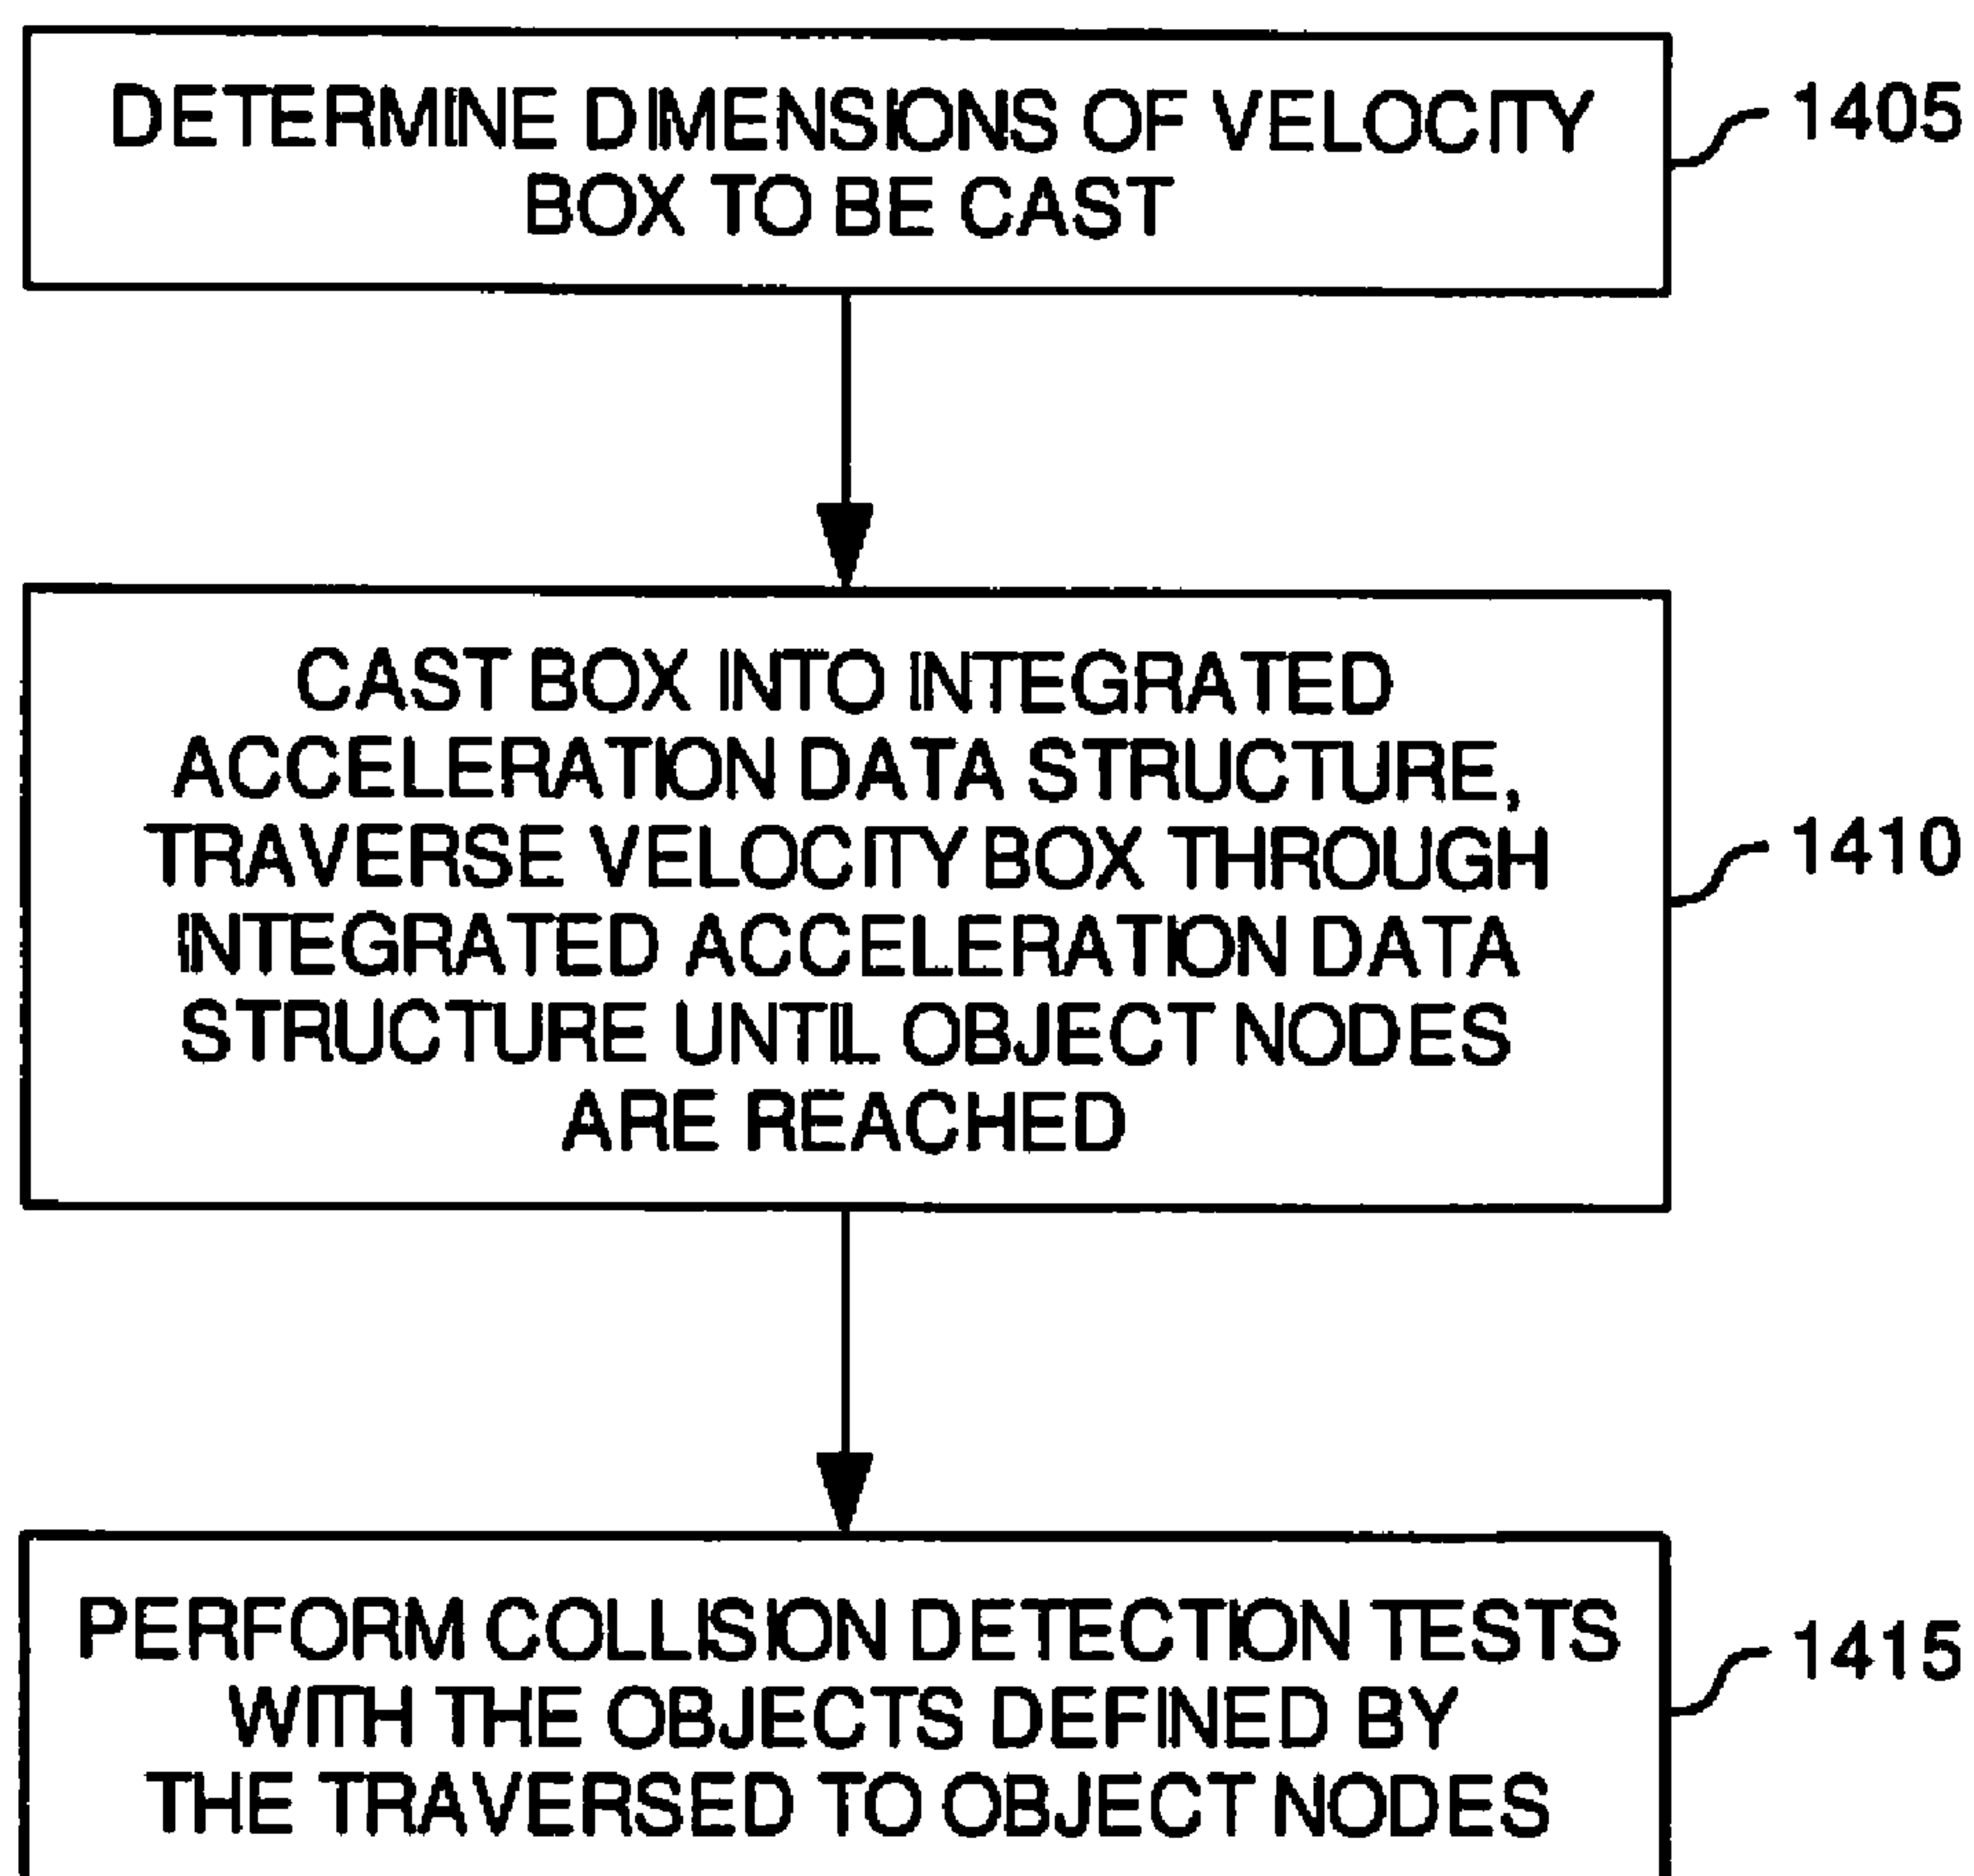 DETERMINE DIMENSIONS OF VELOCITY
BOX TO BE CAST
1405
CAST BOX INTO INTEGRATED
ACCELERATION DATA STRUCTURE,
TRAVERSE VELOCITY BOX THROUGH
INTEGRATED ACCELERATION DATA
STRUCTURE UNTIL OBJECT NODES
ARE REACHED
1410
PERFORM COLLISION DETECTION TESTS
WITH THE OBJECTS DEFINED BY
THE TRAVERSED TO OBJECT NODES
1415